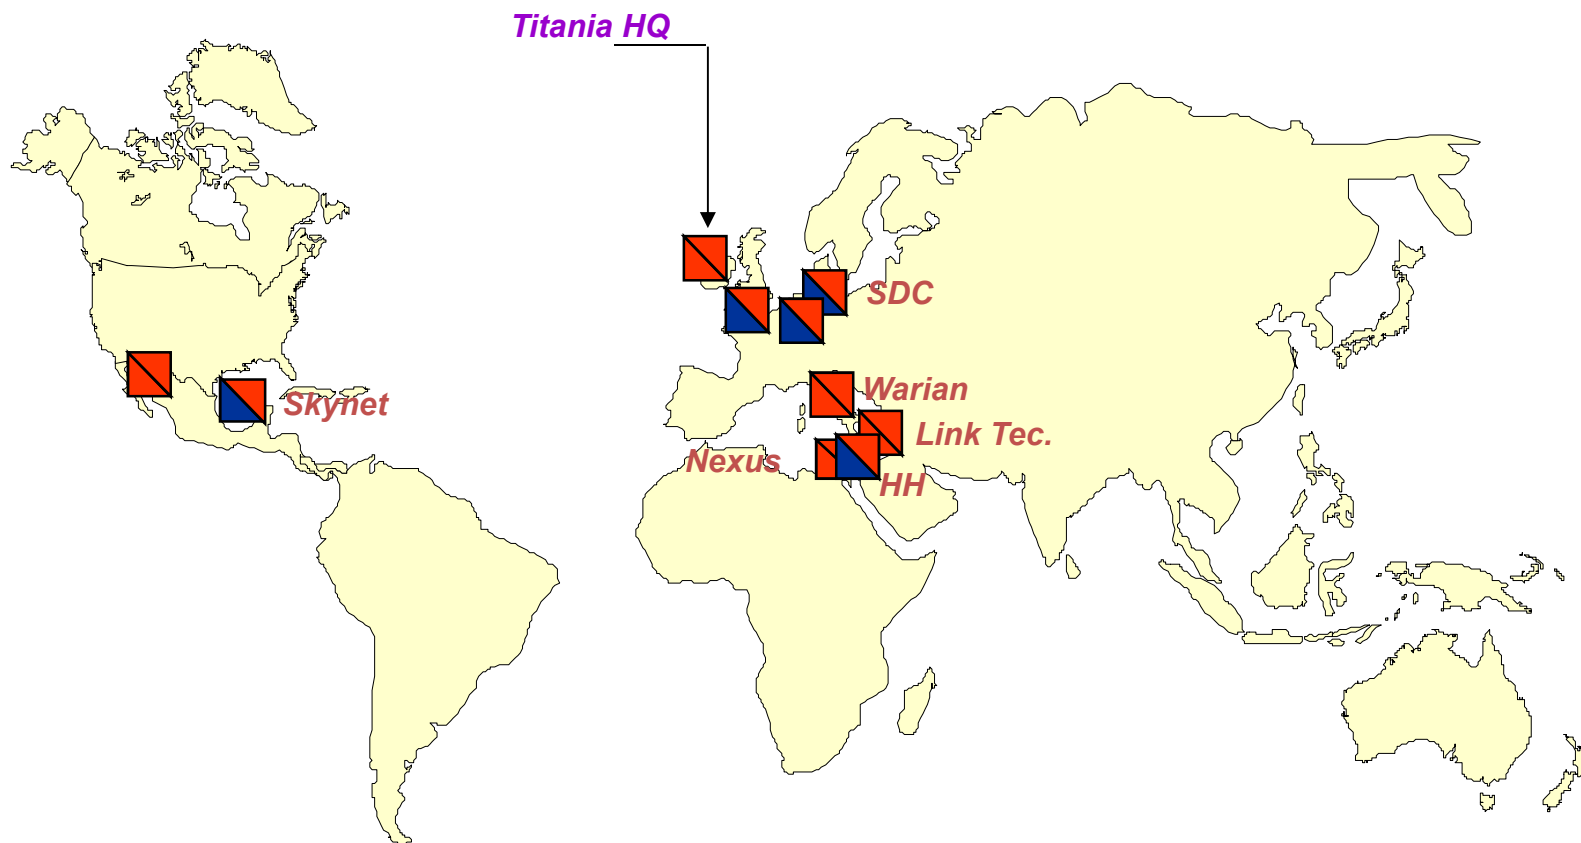 Titania HQ
SDC
Warian
Skynet
Link Tec.
Nexus
HH